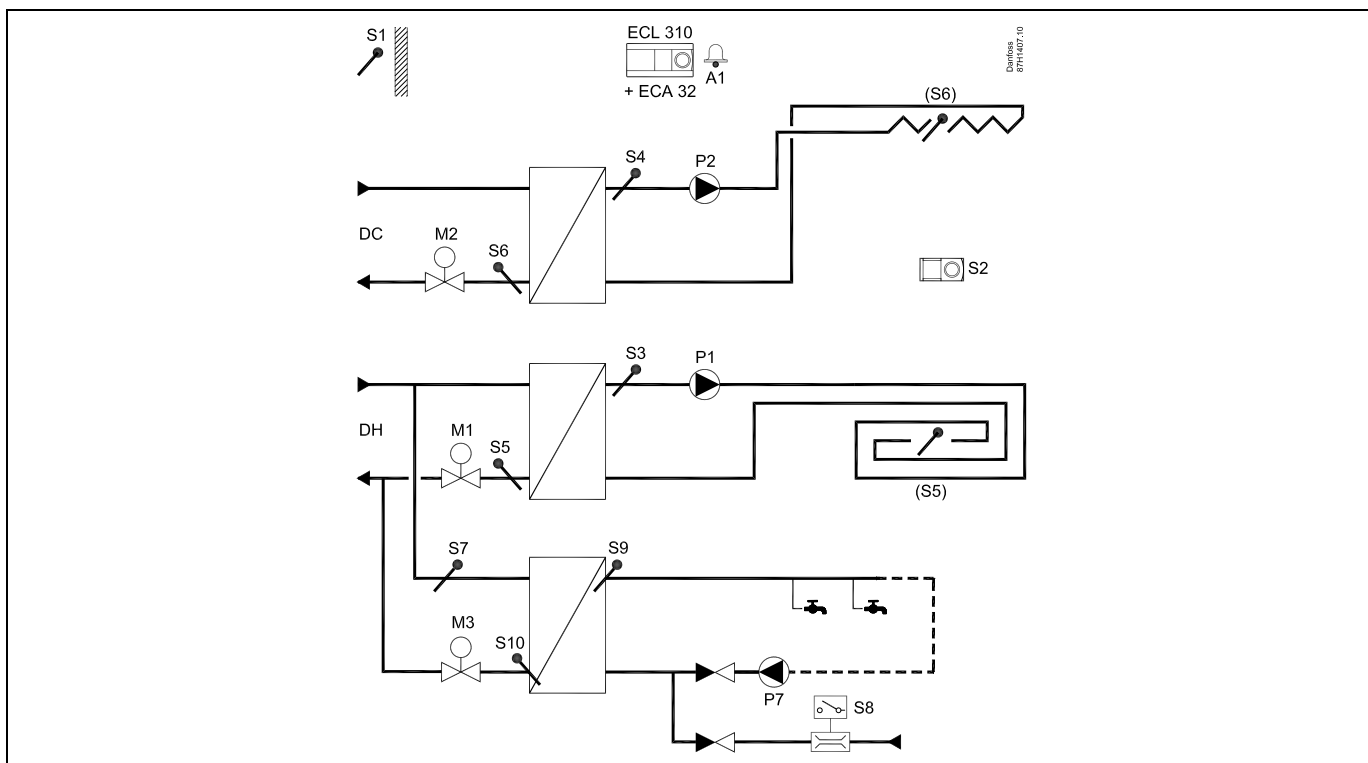 S1
ECL 310
A1
+ ECA 32
Danfoss
87H1407.10
(S6)
S4
P2
DC
M2
S6
S2
S3
P1
DH
M1
S5
(S5)
S7
S9
M3
S10
P7
S8